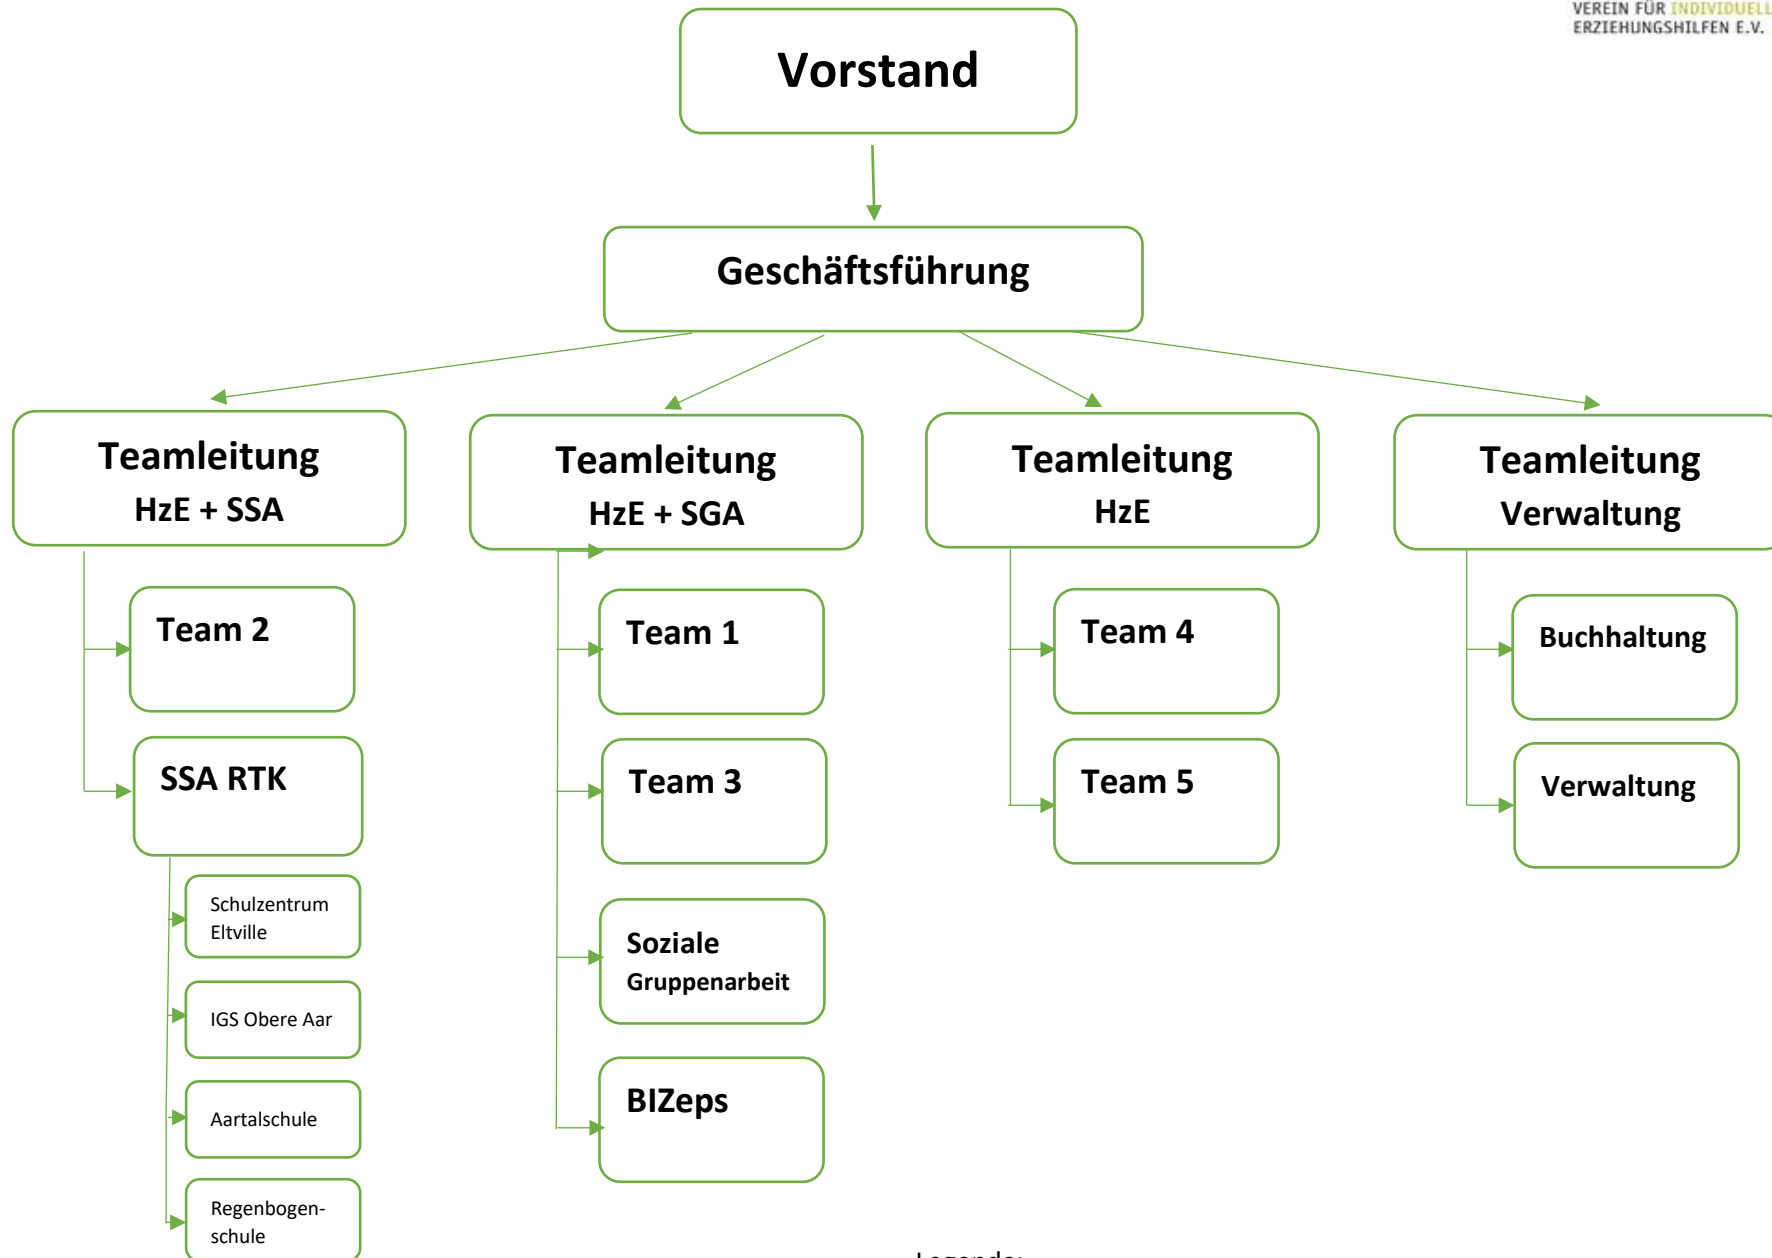 VEREIN FÜR INDIVIDUELL
ERZIEHUNGSHILFEN E.V.
Vorstand
Geschäftsführung
Teamleitung
HzE + SSA
Team 2
SSA RTK
Schulzentrum
Eltville
IGS Obere Aar
Aartalschule
Regenbogen-
schule
Teamleitung
HzE + SGA
Team 1
Team 3
Soziale
Gruppenarbeit
BIZeps
Teamleitung
HzE
Team 4
Team 5
Teamleitung
Verwaltung
Buchhaltung
Verwaltung
Legende: